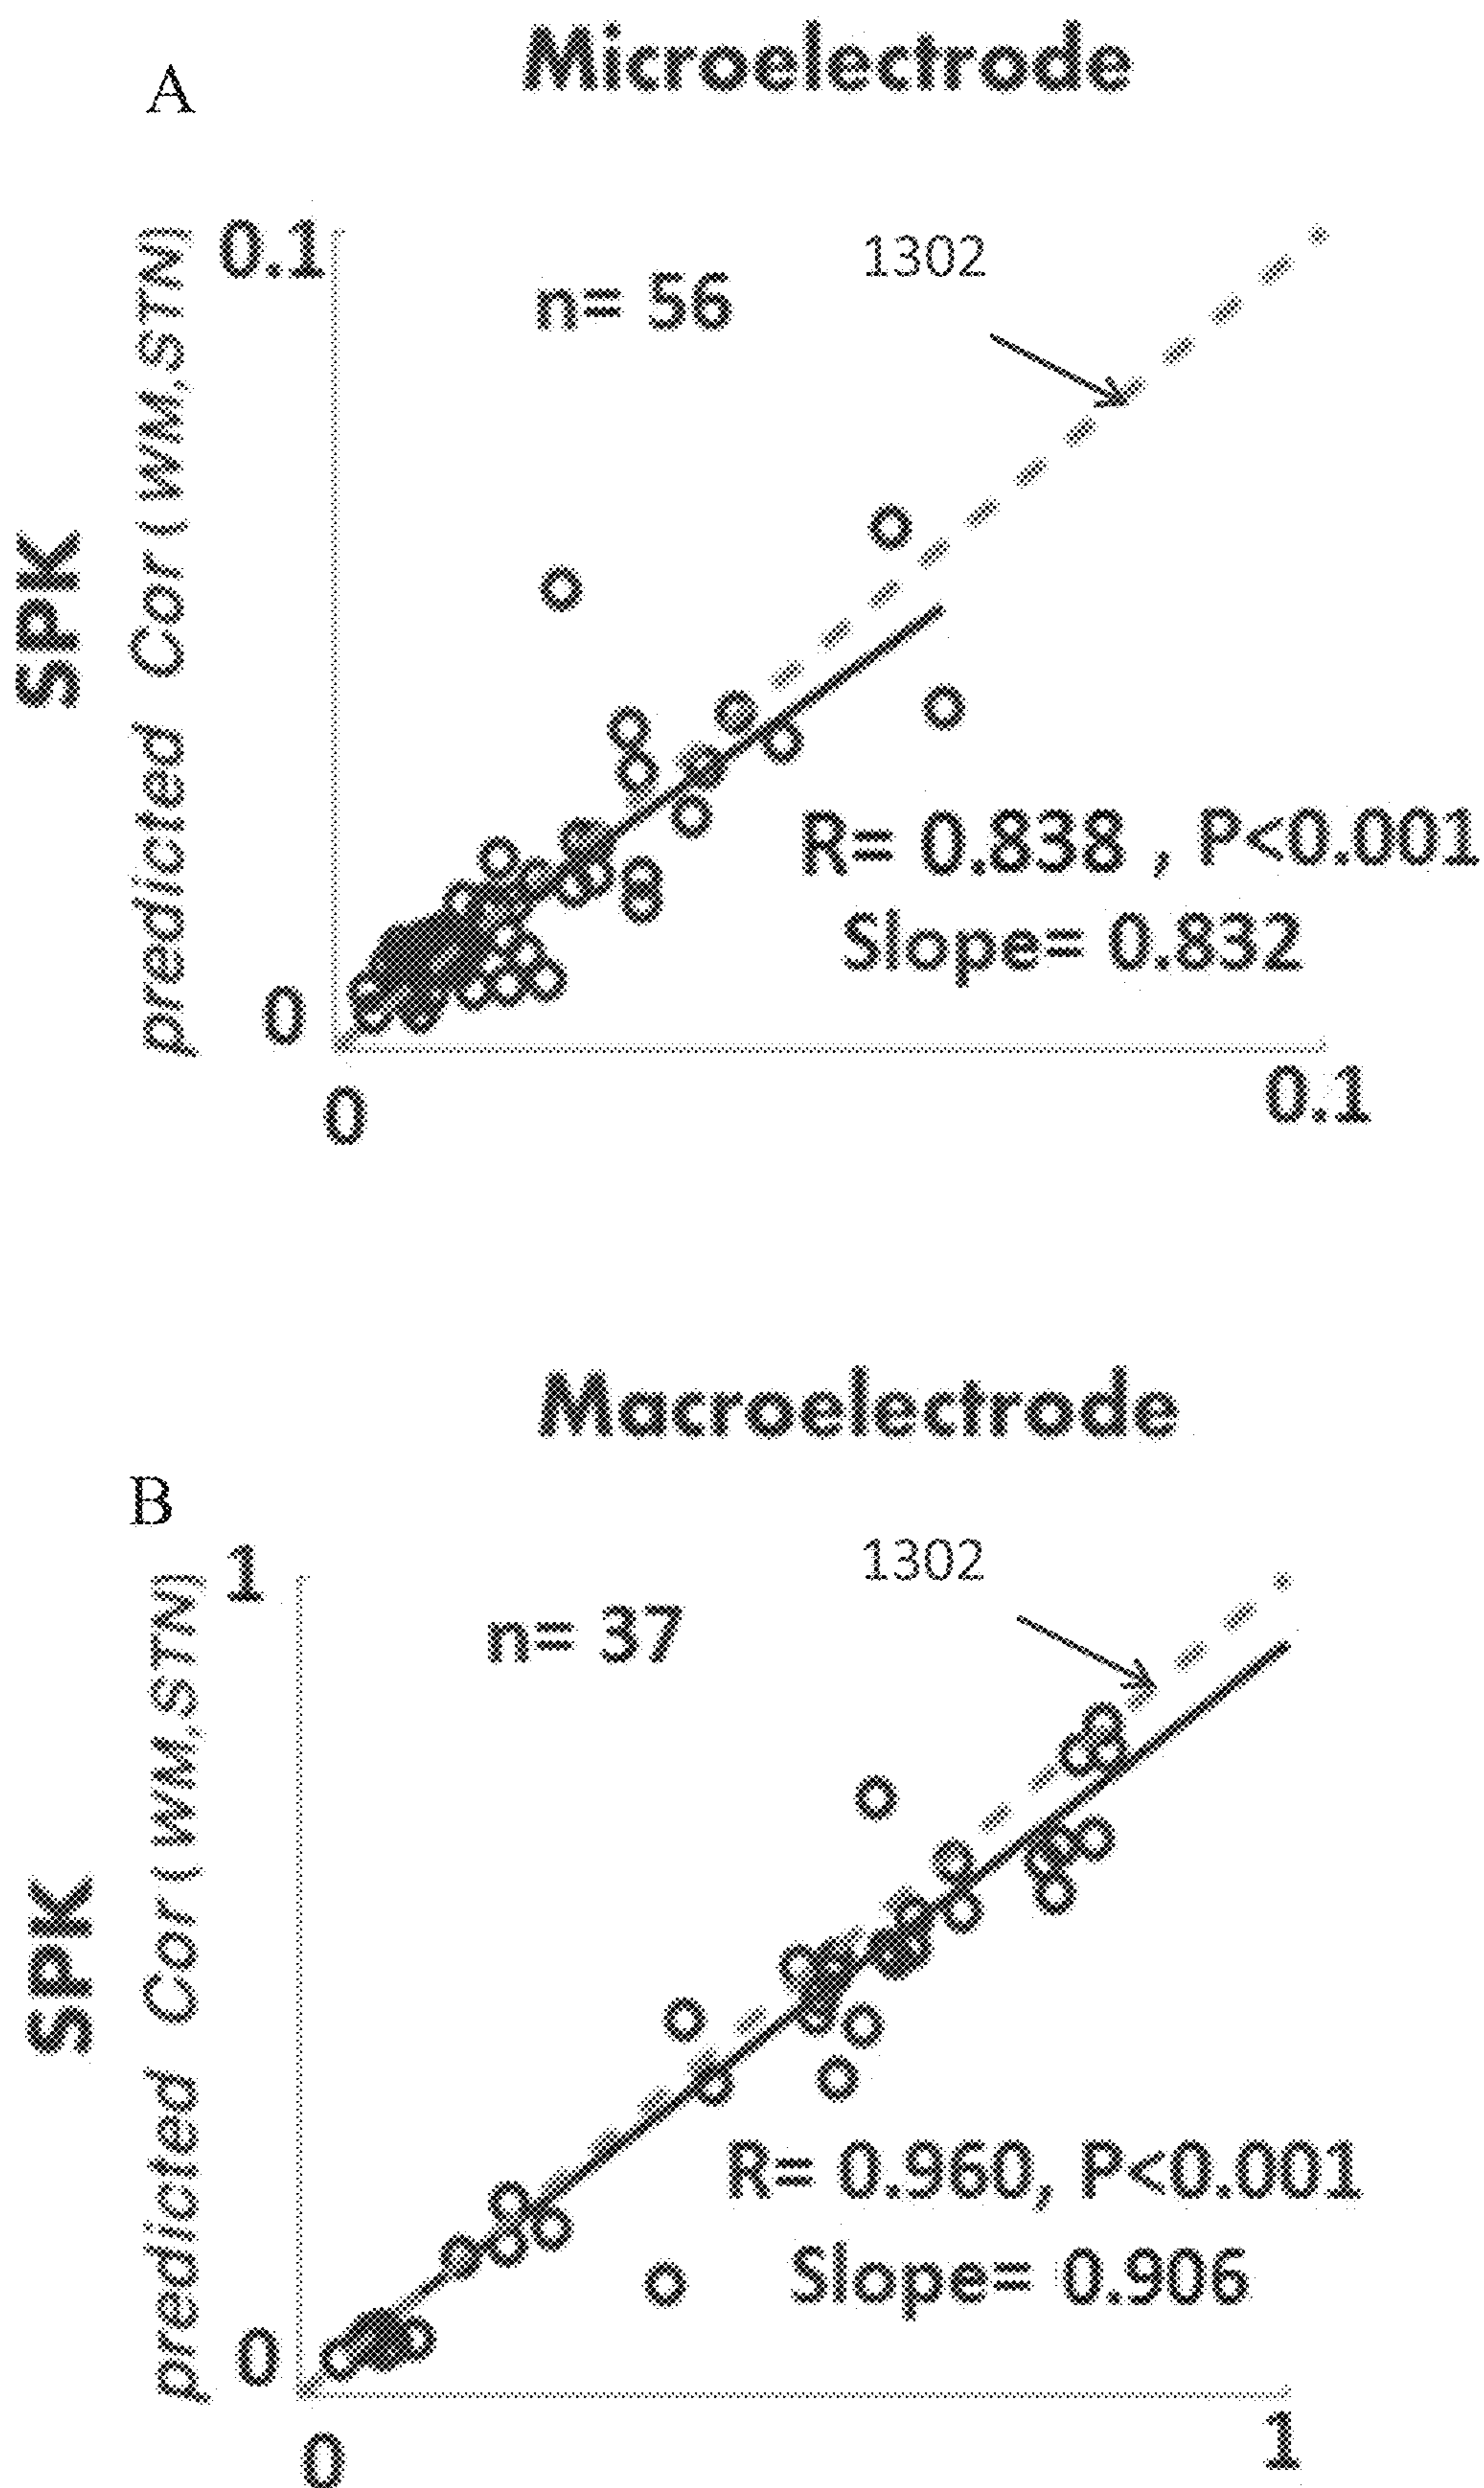 Microelectrode
A
SPK
predicted Cor(WM,STN)
0.1
n= 56
1302
R= 0.838 , P<0.001
Slope= 0.832
0
0
0.1
Macroelectrode
B
SPK
predicted Cor(WM,STN)
1
n= 37
1302
R= 0.960, P<0.001
Slope= 0.906
0
0
1